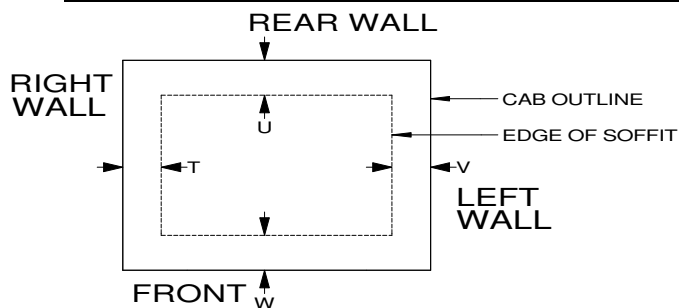 REAR WALL
RIGHT
WALL
CAB OUTLINE
U
EDGE OF SOFFIT
T
V
LEFT
WALL
FRONT
W